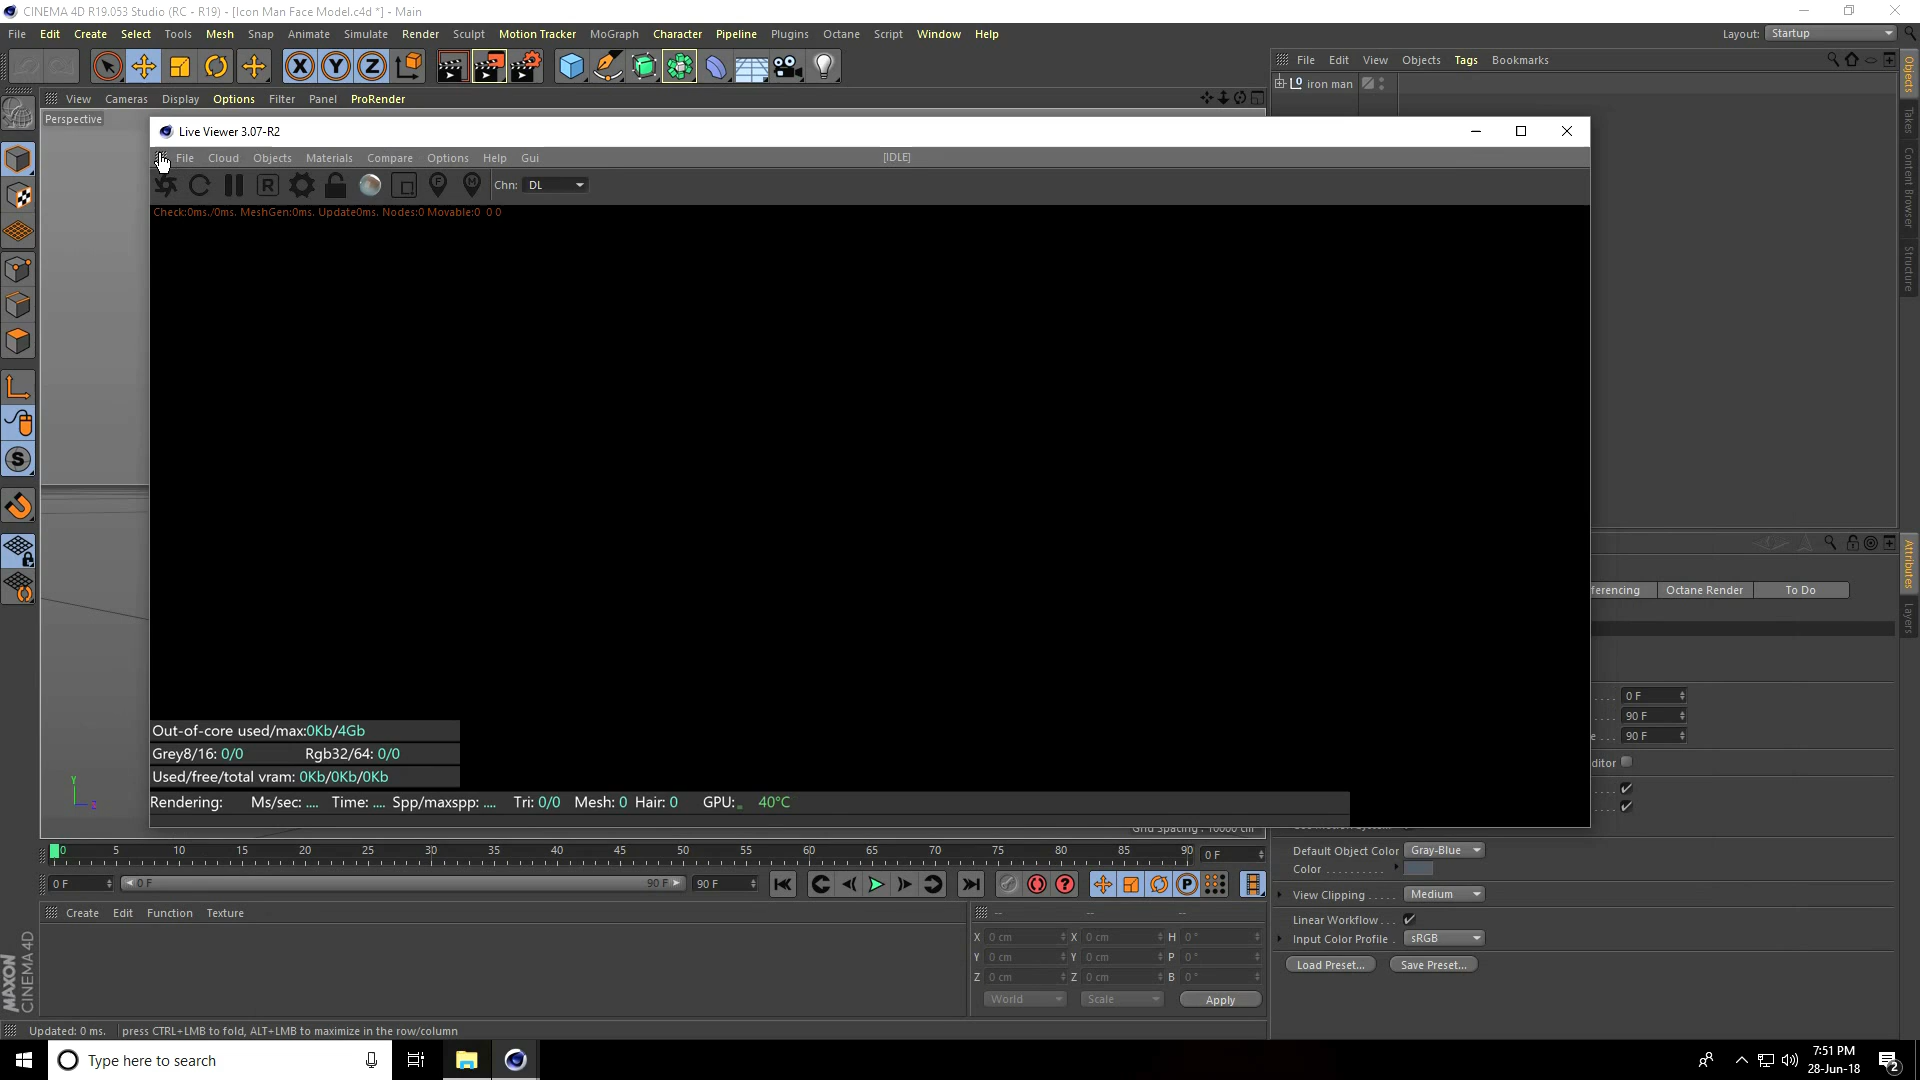 CINEMA 4D R19.053 Studio (RC - R19) - [Icon Man Face Model.c4d *] - Main
File Edit Create Select Tools Mesh Snap Animate Simulate Render Sculpt Motion Tracker MoGraph Character Pipeline Plugins Octane Script Window Help
Layout: Startup
File Edit View Objects Tags Bookmarks
View Cameras Display Options Filter Panel ProRender
iron man
Perspective
Live Viewer 3.07-R2
File Cloud Objects Materials Compare Options Help Gui [IDLE]
R Chn: DL
Check:0ms./0ms. MeshGen:0ms. Update0ms. Nodes:0 Movable:0 0 0
Objects
Takes
Content Browser
Structure
Attributes
Layers
ferencing Octane Render To Do
0 F
90 F
e 90 F
ditor
Out-of-core used/max:0Kb/4Gb
Grey8/16: 0/0 Rgb32/64: 0/0
Used/free/total vram: 0Kb/0Kb/0Kb
Rendering: Ms/sec: .... Time: .... Spp/maxspp: .... Tri: 0/0 Mesh: 0 Hair: 0 GPU: 40°C
Y
Z
Default Object Color Gray-Blue
Color
View Clipping Medium
Linear Workflow
Input Color Profile sRGB
Load Preset... Save Preset...
0 5 10 15 20 25 30 35 40 45 50 55 60 65 70 75 80 85 90 0 F
0 F 0 F 90 F 90 F
Create Edit Function Texture
-- -- --
X 0 cm X 0 cm H 0 °
Y 0 cm Y 0 cm P 0 °
Z 0 cm Z 0 cm B 0 °
World Scale Apply
MAXON CINEMA 4D
Updated: 0 ms. press CTRL+LMB to fold, ALT+LMB to maximize in the row/column
Type here to search
7:51 PM
28-Jun-18
2